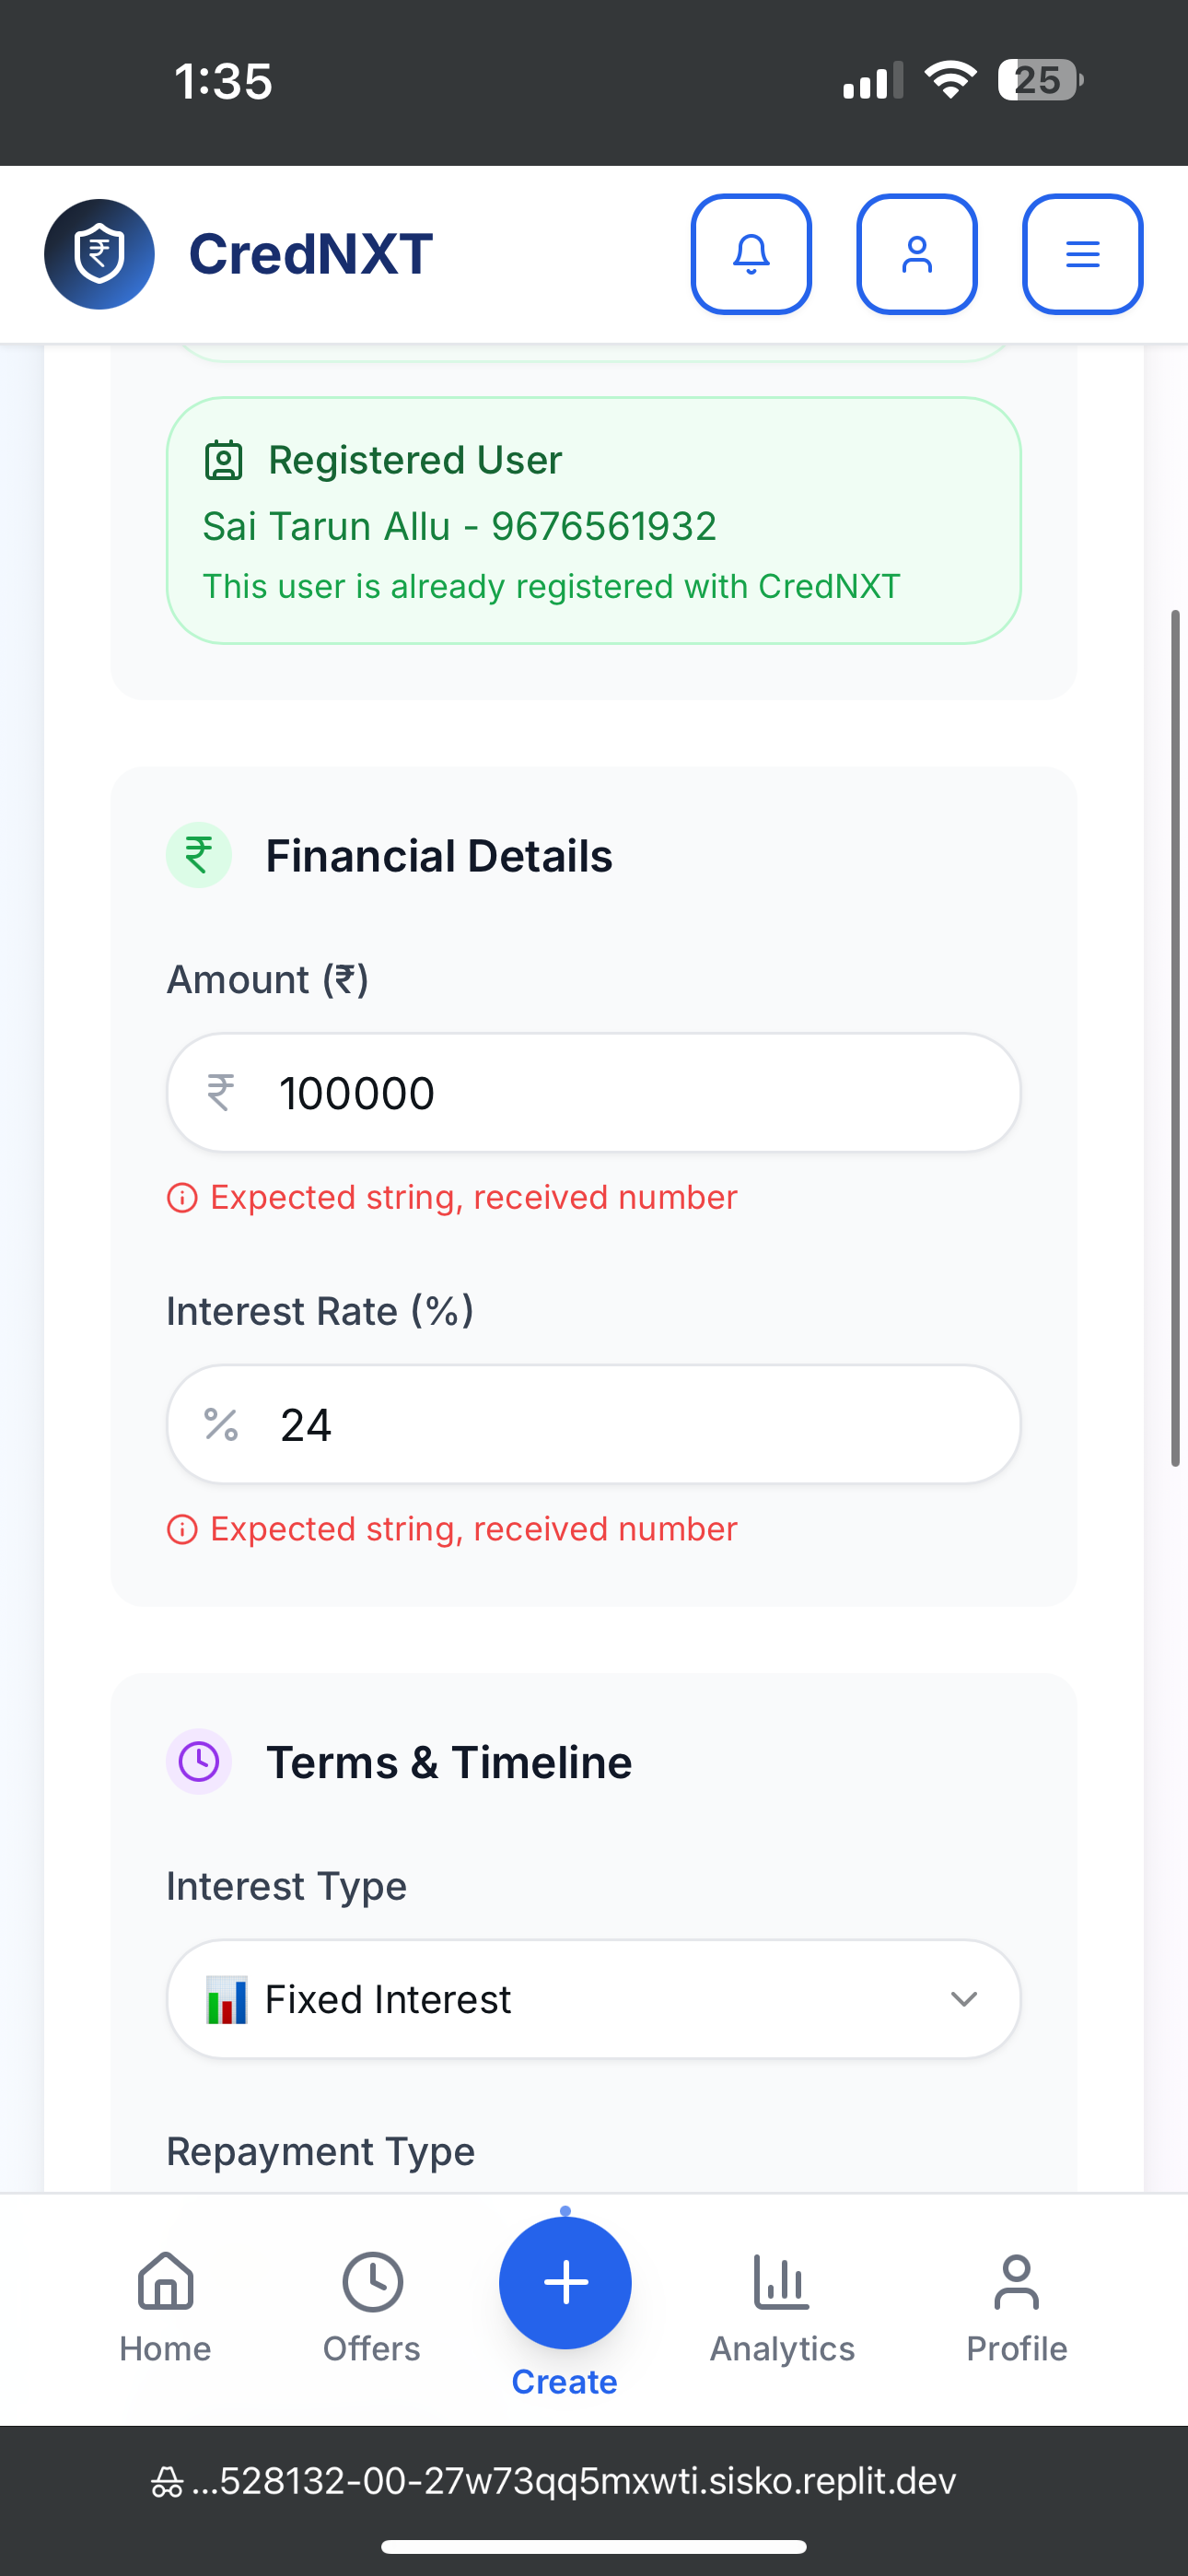 1:35
25
CredNXT
Registered User
Sai Tarun Allu - 9676561932
This user is already registered with CredNXT
₹ Financial Details
Amount (₹)
₹ 100000
Expected string, received number
Interest Rate (%)
% 24
Expected string, received number
Terms & Timeline
Interest Type
Fixed Interest
Repayment Type
Home
Offers
Create
Analytics
Profile
...528132-00-27w73qq5mxwti.sisko.replit.dev